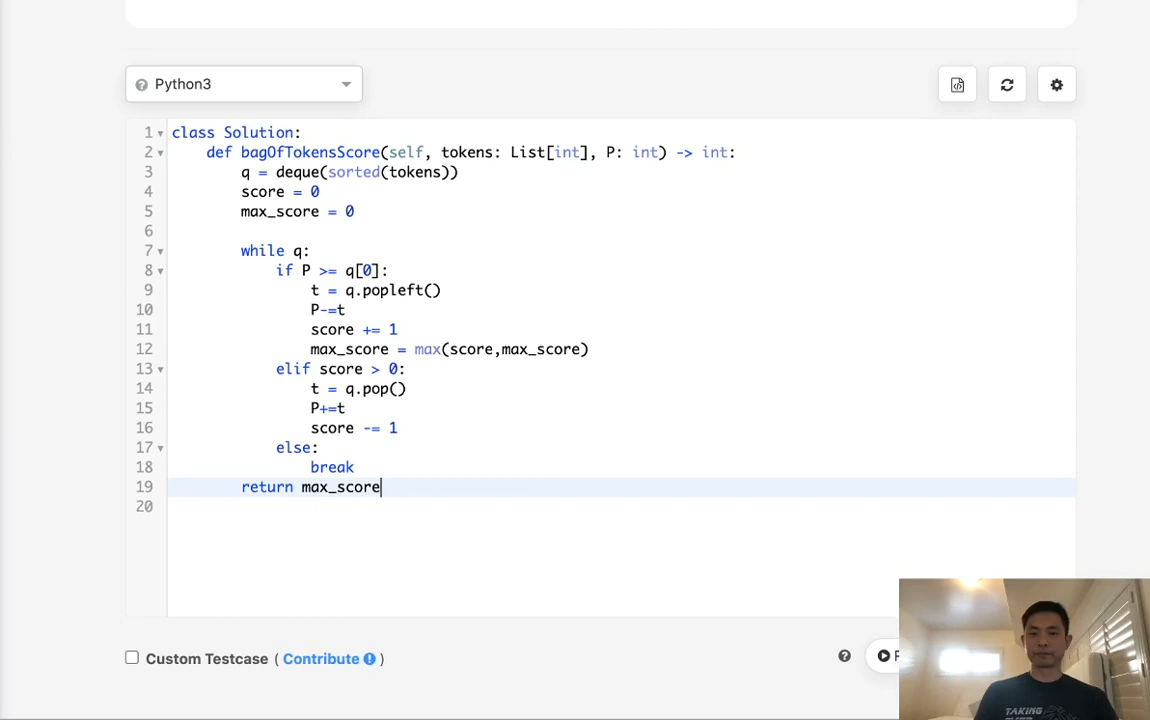 Python3
1 class Solution:
2 def bagOfTokensScore(self, tokens: List[int], P: int) -> int:
3 q = deque(sorted(tokens))
4 score = 0
5 max_score = 0
6
7 while q:
8 if P >= q[0]:
9 t = q.popleft()
10 P-=t
11 score += 1
12 max_score = max(score,max_score)
13 elif score > 0:
14 t = q.pop()
15 P+=t
16 score -= 1
17 else:
18 break
19 return max_score
20
Custom Testcase ( Contribute )
TAKING